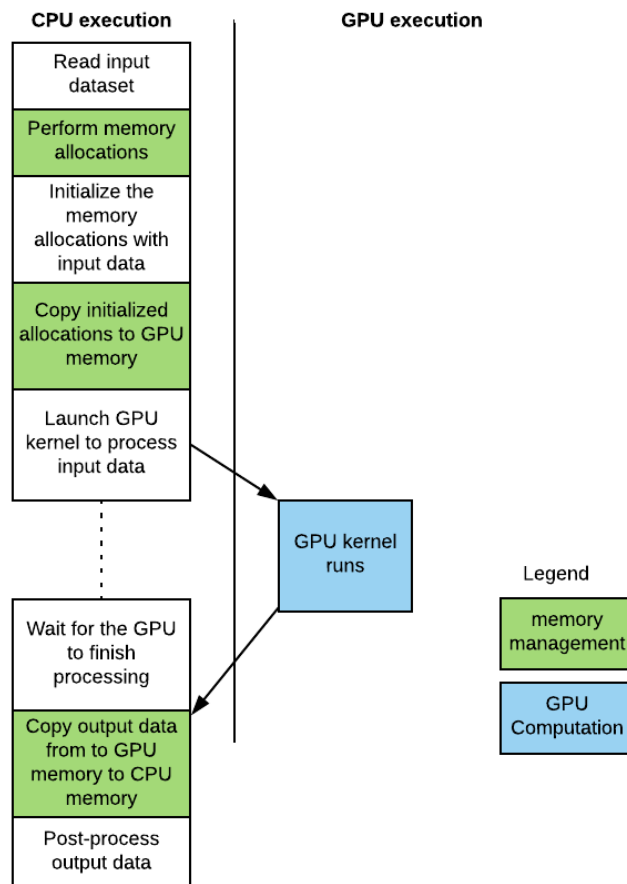 CPU execution
GPU execution
Read input
dataset
Perform memory
allocations
Initialize the
memory
allocations with
input data
Copy initialized
allocations to GPU
memory
Launch GPU
kernel to process
input data
GPU kernel
runs
Wait for the GPU
to finish
processing
Copy output data
from to GPU
memory to CPU
memory
Post-process
output data
Legend
memory
management
GPU
Computation